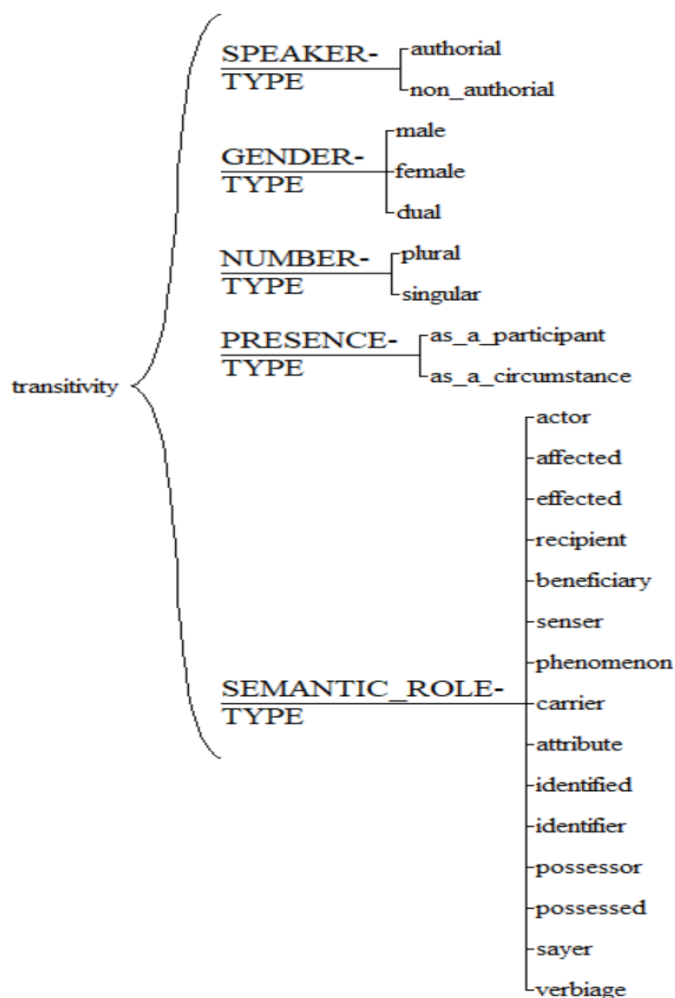 SPEAKER-
TYPE
authorial
non_authorial
GENDER-
TYPE
male
female
dual
NUMBER-
TYPE
plural
singular
PRESENCE-
TYPE
as_a_participant
as_a_circumstance
transitivity
SEMANTIC_ROLE-
TYPE
actor
affected
effected
recipient
beneficiary
senser
phenomenon
carrier
attribute
identified
identifier
possessor
possessed
sayer
verbiage